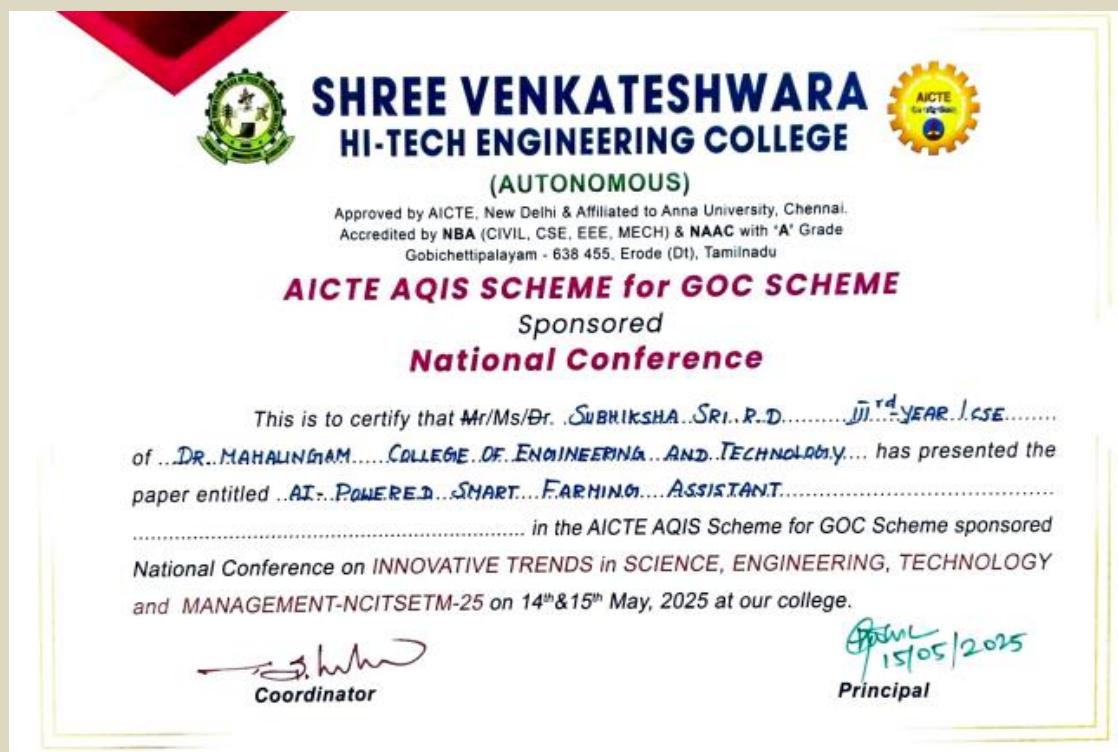 SHREE VENKATESHWARA
HI-TECH ENGINEERING COLLEGE
AICTE
(AUTONOMOUS)
Approved by AICTE, New Delhi & Affiliated to Anna University, Chennai.
Accredited by NBA (CIVIL, CSE, EEE, MECH) & NAAC with 'A' Grade
Gobichettipalayam - 638 455, Erode (Dt), Tamilnadu
AICTE AQIS SCHEME for GOC SCHEME
Sponsored
National Conference
This is to certify that Mr/Ms/Dr. SUBHIKSHA SRI. R. D IIIrd YEAR / CSE
of DR. MAHALINGAM COLLEGE OF ENGINEERING AND TECHNOLOGY has presented the
paper entitled AI-POWERED SMART FARMING ASSISTANT
in the AICTE AQIS Scheme for GOC Scheme sponsored
National Conference on INNOVATIVE TRENDS in SCIENCE, ENGINEERING, TECHNOLOGY
and MANAGEMENT-NCITSETM-25 on 14th&15th May, 2025 at our college.
15/05/2025
Coordinator
Principal